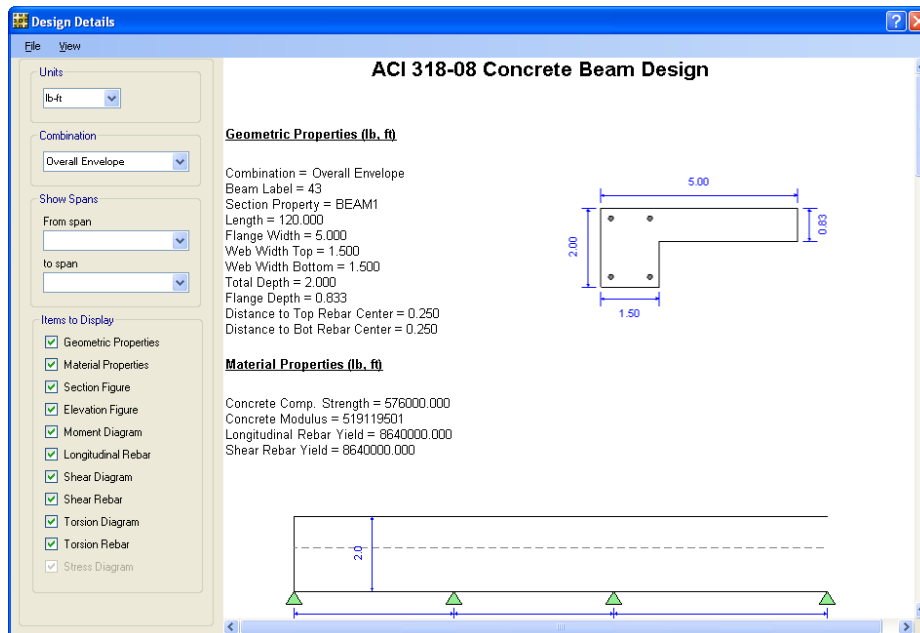 Design Details
File View
Units
lb-ft
Combination
Overall Envelope
Show Spans
From span
to span
Items to Display
Geometric Properties
Material Properties
Section Figure
Elevation Figure
Moment Diagram
Longitudinal Rebar
Shear Diagram
Shear Rebar
Torsion Diagram
Torsion Rebar
Stress Diagram
ACI 318-08 Concrete Beam Design
Geometric Properties (lb, ft)
Combination = Overall Envelope
Beam Label = 43
Section Property = BEAM1
Length = 120.000
Flange Width = 5.000
Web Width Top = 1.500
Web Width Bottom = 1.500
Total Depth = 2.000
Flange Depth = 0.833
Distance to Top Rebar Center = 0.250
Distance to Bot Rebar Center = 0.250
5.00
2.00
0.83
1.50
Material Properties (lb, ft)
Concrete Comp. Strength = 576000.000
Concrete Modulus = 519119501
Longitudinal Rebar Yield = 8640000.000
Shear Rebar Yield = 8640000.000
2.0